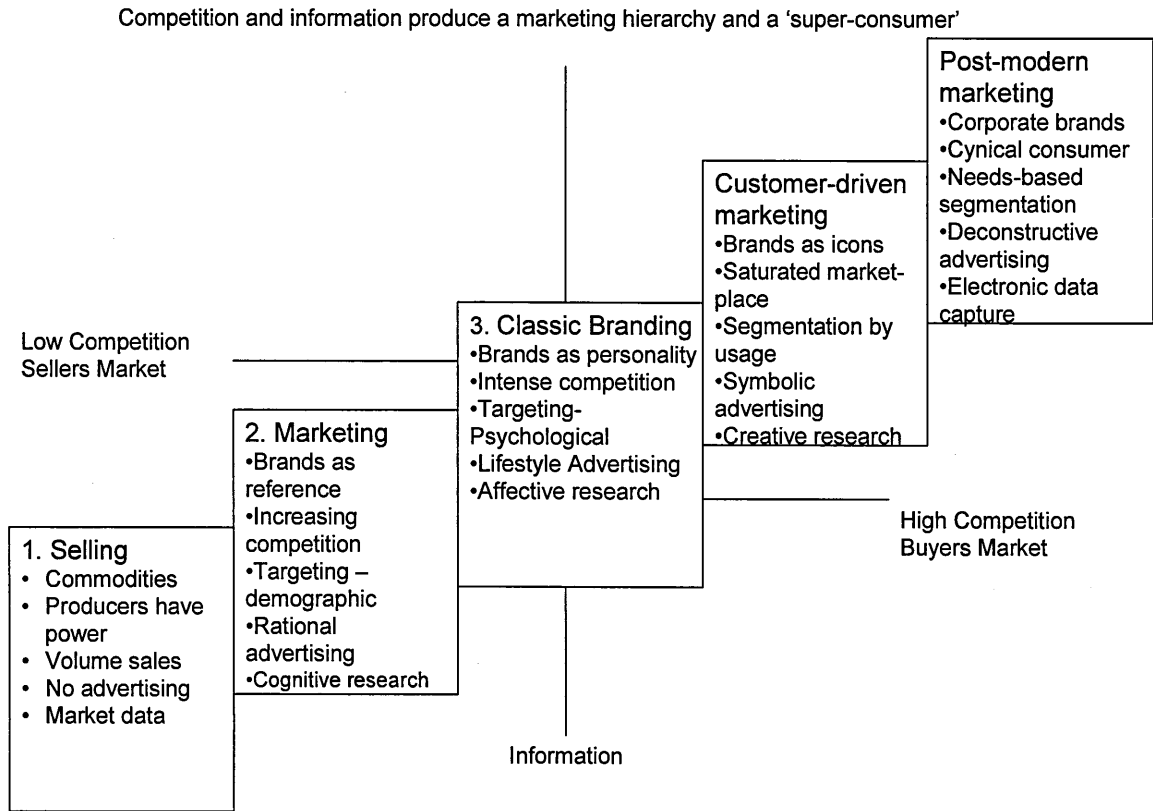 Competition and information produce a marketing hierarchy and a ‘super-consumer’
Post-modern
marketing
•Corporate brands
•Cynical consumer
•Needs-based
segmentation
•Deconstructive
advertising
•Electronic data
capture
Customer-driven
marketing
•Brands as icons
•Saturated market-
place
•Segmentation by
usage
•Symbolic
advertising
•Creative research
3. Classic Branding
•Brands as personality
•Intense competition
•Targeting-
Psychological
•Lifestyle Advertising
•Affective research
Low Competition
Sellers Market
2. Marketing
•Brands as
reference
•Increasing
competition
•Targeting –
demographic
•Rational
advertising
•Cognitive research
High Competition
Buyers Market
1. Selling
• Commodities
• Producers have
power
• Volume sales
• No advertising
• Market data
Information